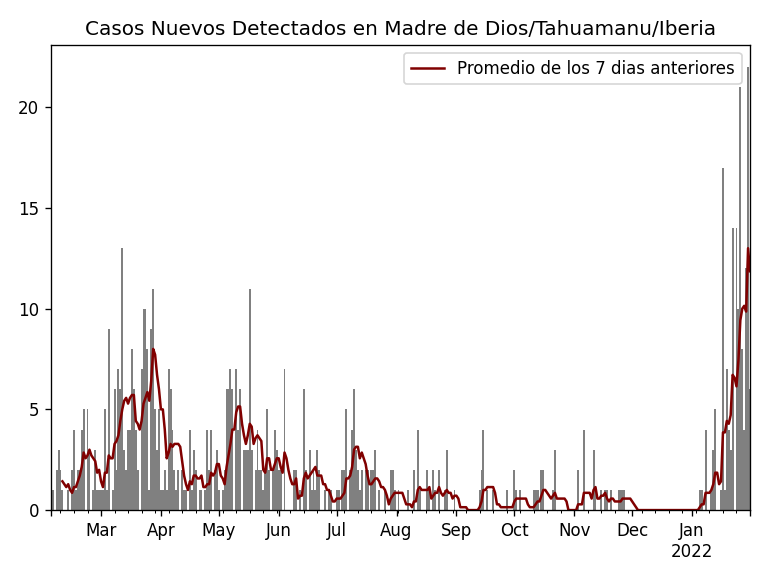 Casos Nuevos Detectados en Madre de Dios/Tahuamanu/Iberia
Promedio de los 7 dias anteriores
20
15
10
5
0
Mar Apr May Jun Jul Aug Sep Oct Nov Dec Jan
2022